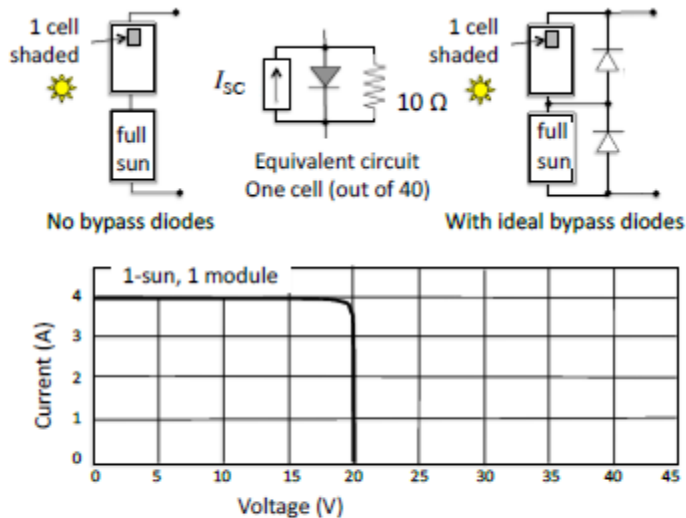 1 cell
shaded
full
sun
No bypass diodes
I_SC
10 Ω
Equivalent circuit
One cell (out of 40)
1 cell
shaded
full
sun
With ideal bypass diodes
1-sun, 1 module
Current (A)
4
3
2
1
0
0 5 10 15 20 25 30 35 40 45
Voltage (V)